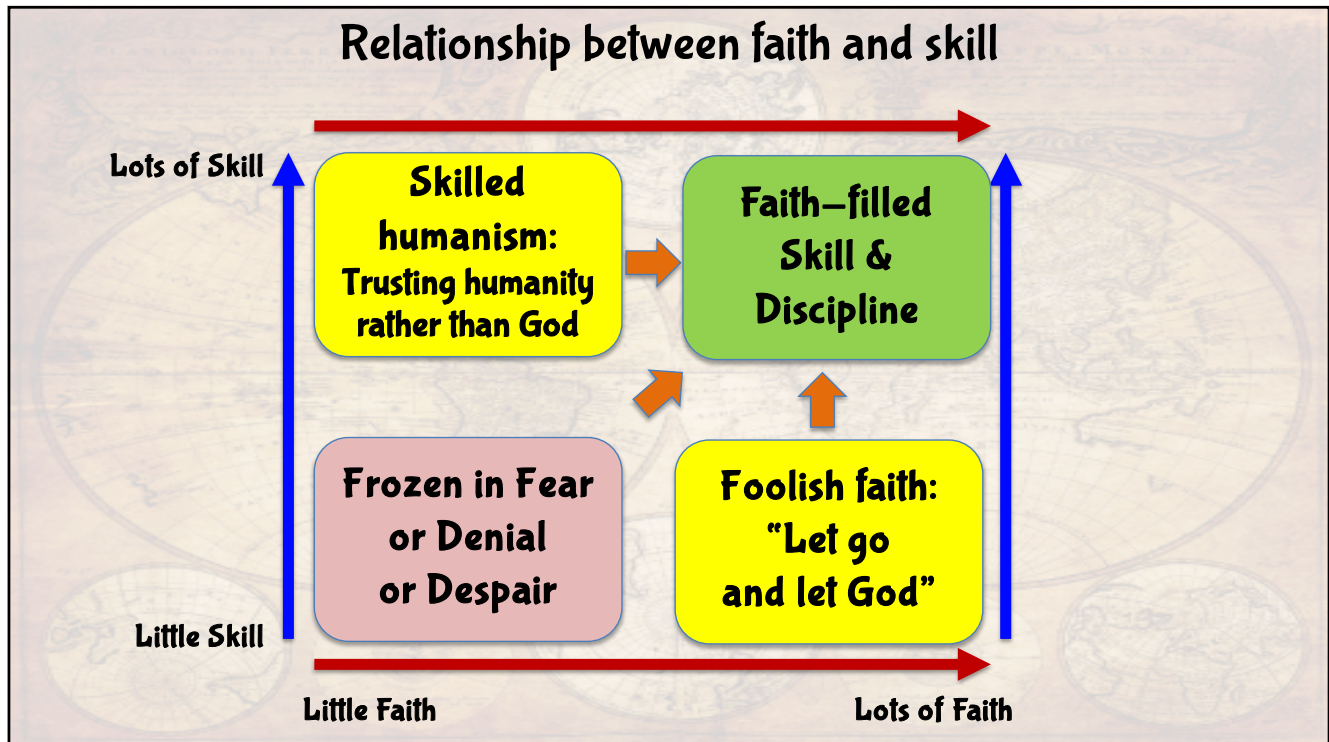 Relationship between faith and skill
Lots of Skill
Skilled
humanism:
Trusting humanity
rather than God
Faith-filled
Skill &
Discipline
Frozen in Fear
or Denial
or Despair
Foolish faith:
“Let go
and let God”
Little Skill
Little Faith
Lots of Faith